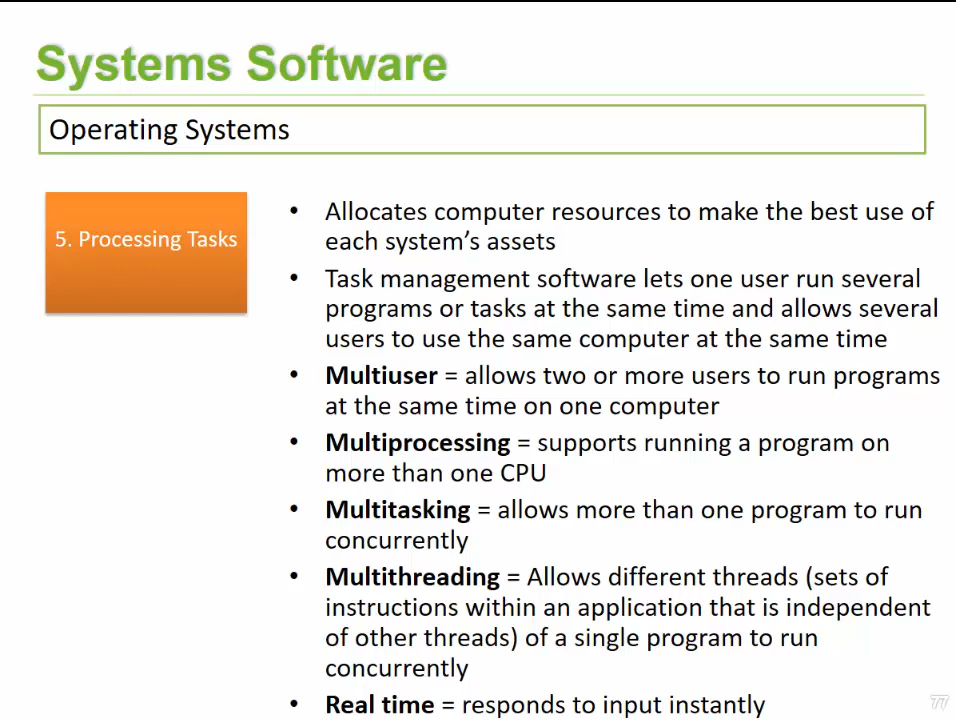 Systems Software
Operating Systems
5. Processing Tasks
• Allocates computer resources to make the best use of
each system’s assets
• Task management software lets one user run several
programs or tasks at the same time and allows several
users to use the same computer at the same time
• Multiuser = allows two or more users to run programs
at the same time on one computer
• Multiprocessing = supports running a program on
more than one CPU
• Multitasking = allows more than one program to run
concurrently
• Multithreading = Allows different threads (sets of
instructions within an application that is independent
of other threads) of a single program to run
concurrently
• Real time = responds to input instantly
77